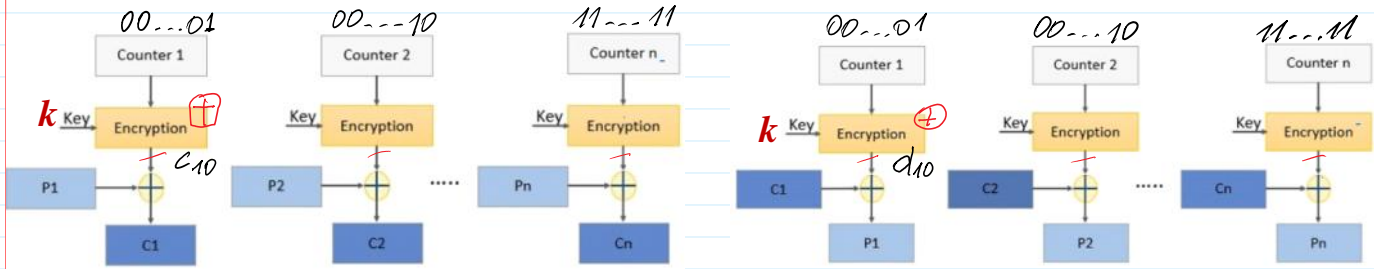 00...01 00...10 11...11 00...01 00...10 11...11
Counter 1 Counter 2 Counter n Counter 1 Counter 2 Counter n
k Key Encryption + Key Encryption Key Encryption k Key Encryption + Key Encryption Key Encryption
c10 d10
P1 P2 ..... Pn C1 C2 ..... Cn
C1 C2 Cn P1 P2 Pn